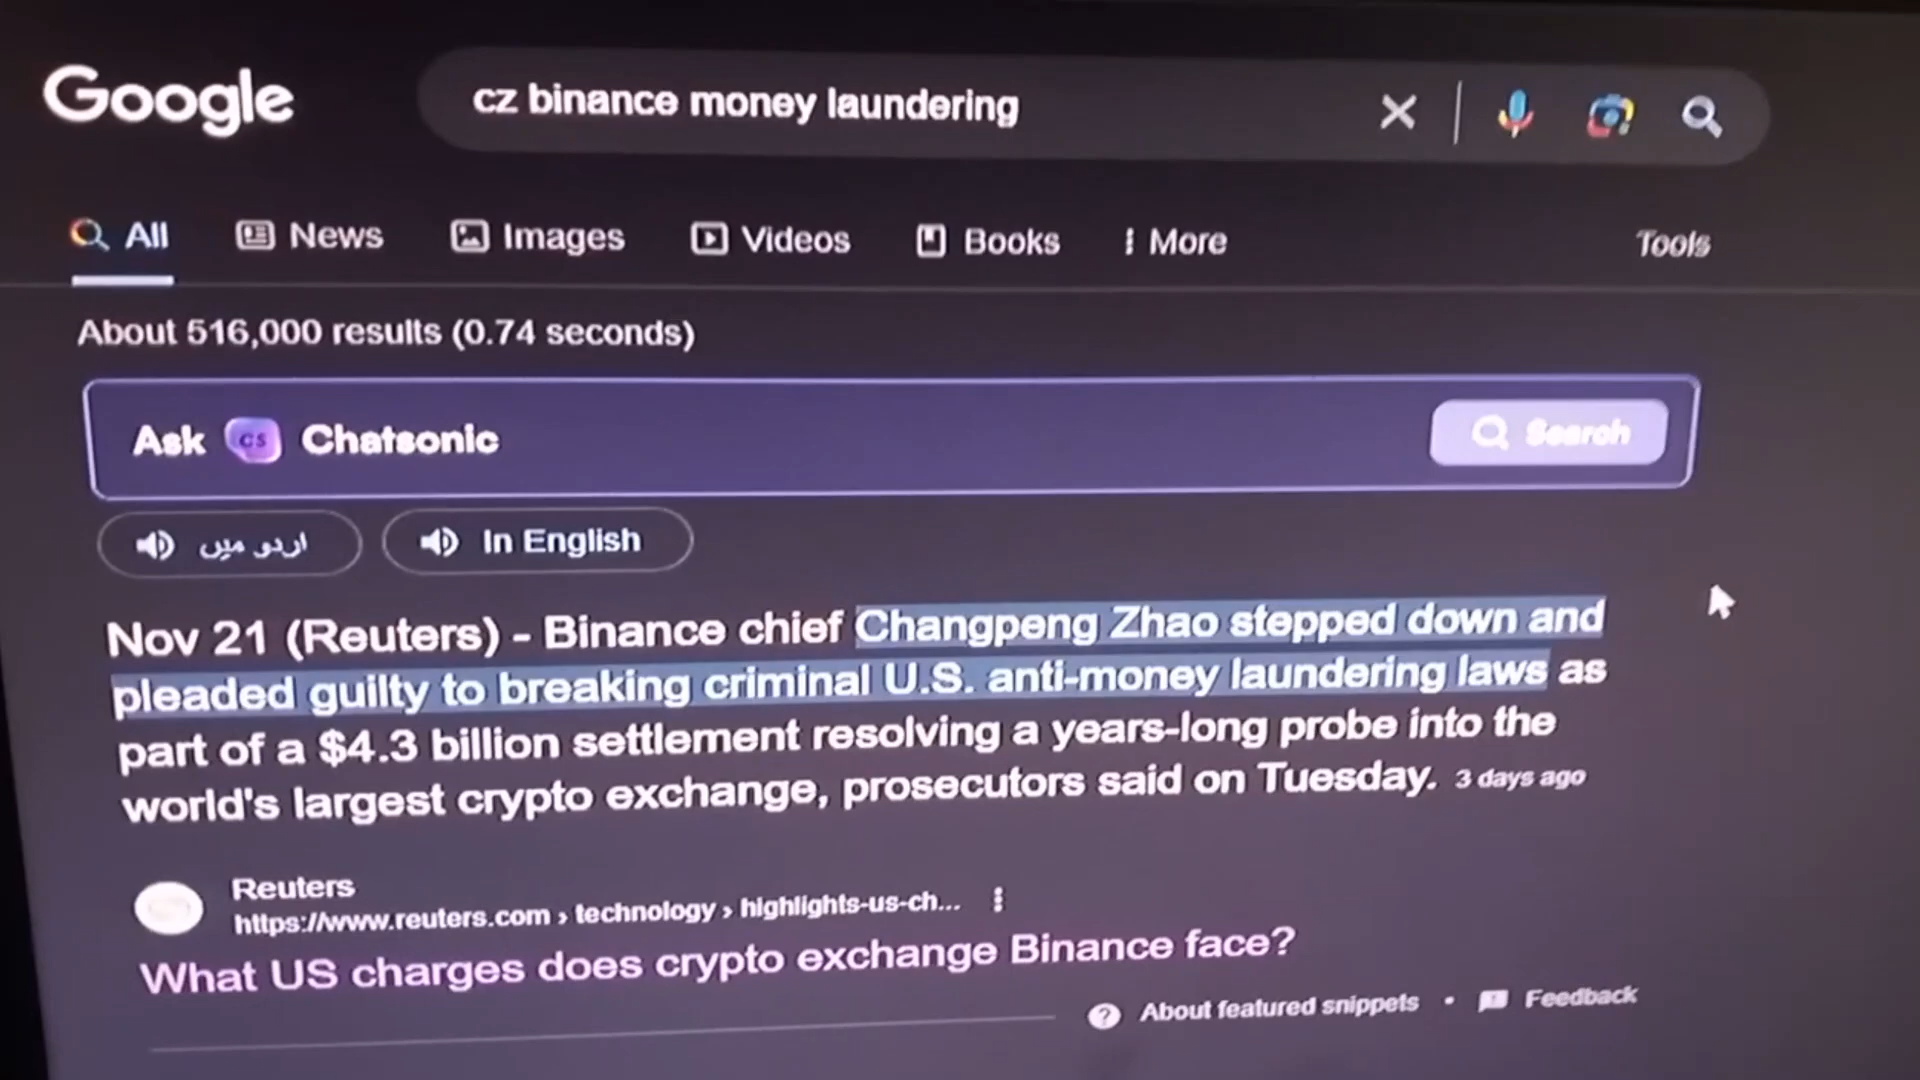 Google
cz binance money laundering
All News Images Videos Books More Tools
About 516,000 results (0.74 seconds)
Ask CS Chatsonic Search
اردو میں In English
Nov 21 (Reuters) - Binance chief Changpeng Zhao stepped down and
pleaded guilty to breaking criminal U.S. anti-money laundering laws as
part of a $4.3 billion settlement resolving a years-long probe into the
world's largest crypto exchange, prosecutors said on Tuesday. 3 days ago
Reuters
https://www.reuters.com › technology › highlights-us-ch...
What US charges does crypto exchange Binance face?
About featured snippets • Feedback